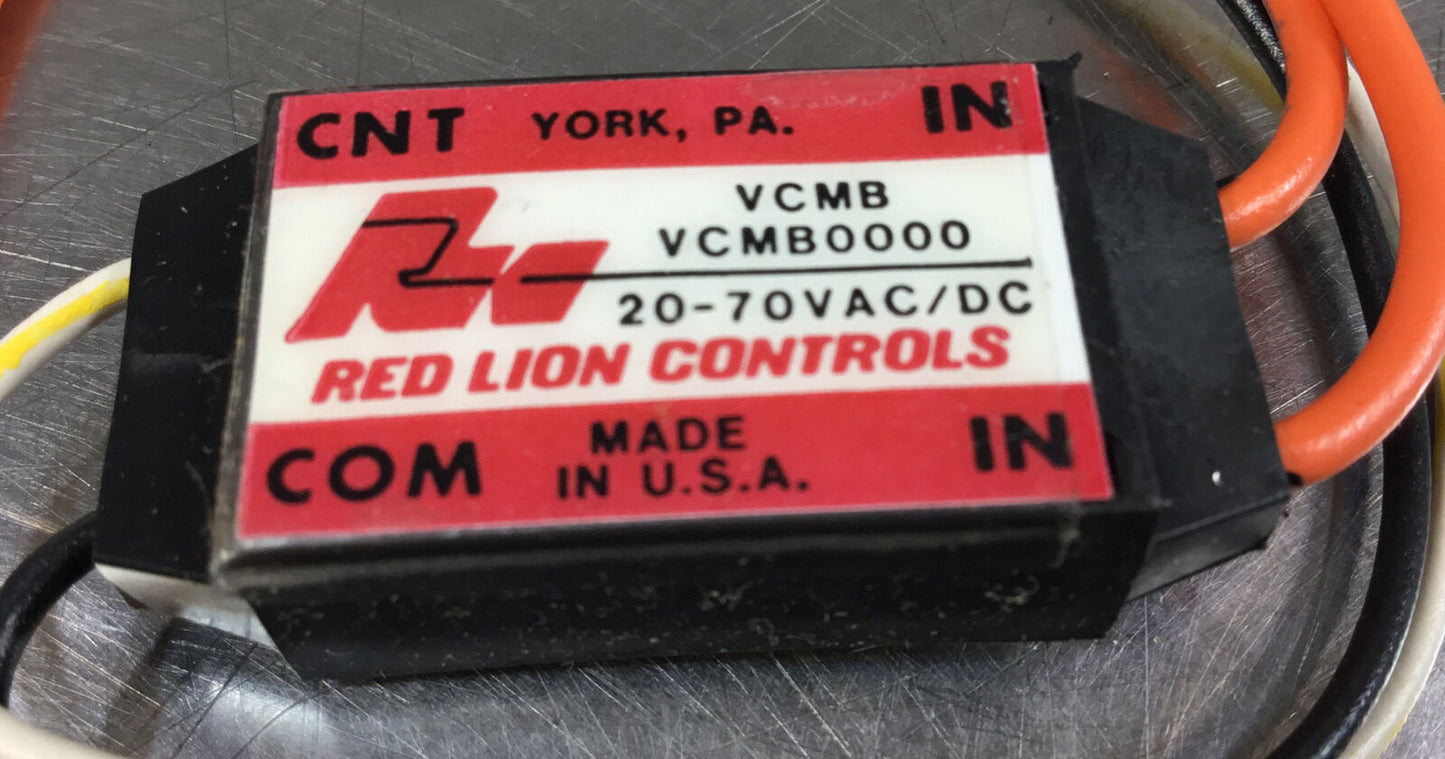 CNT YORK, PA. IN
VCMB
VCMB0000
20-70VAC/DC
RED LION CONTROLS
COM MADE IN U.S.A. IN